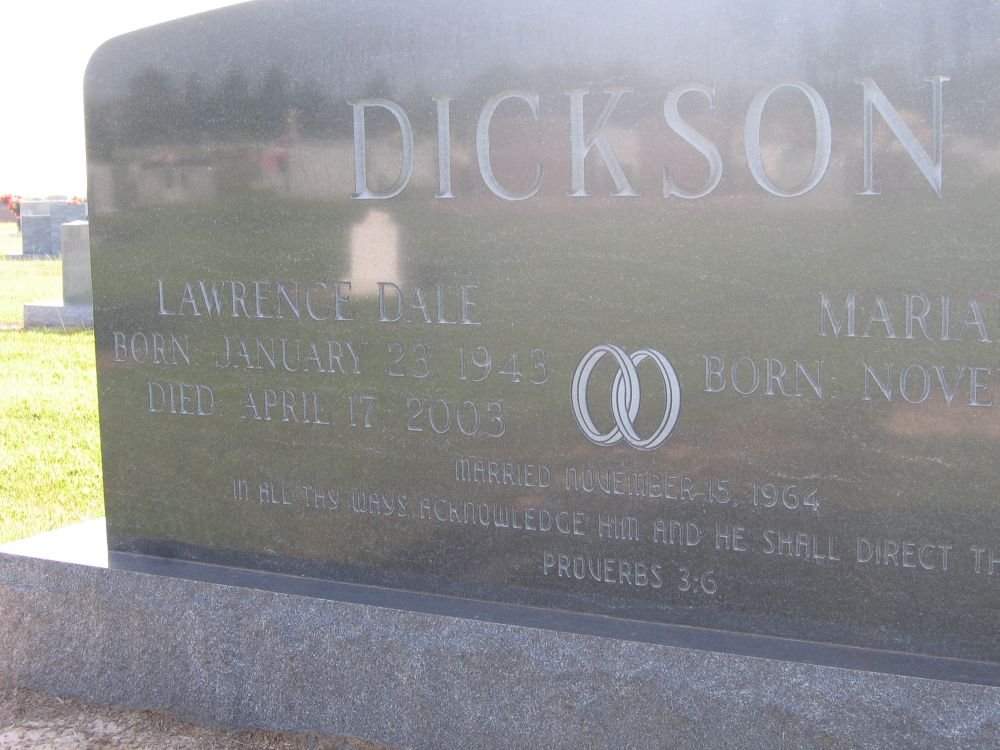 DICKSON
LAWRENCE DALE
BORN: JANUARY 23, 1943
DIED: APRIL 17, 2003
MARIA
BORN: NOVE
MARRIED NOVEMBER 15, 1964
IN ALL THY WAYS ACKNOWLEDGE HIM AND HE SHALL DIRECT TH
PROVERBS 3:6